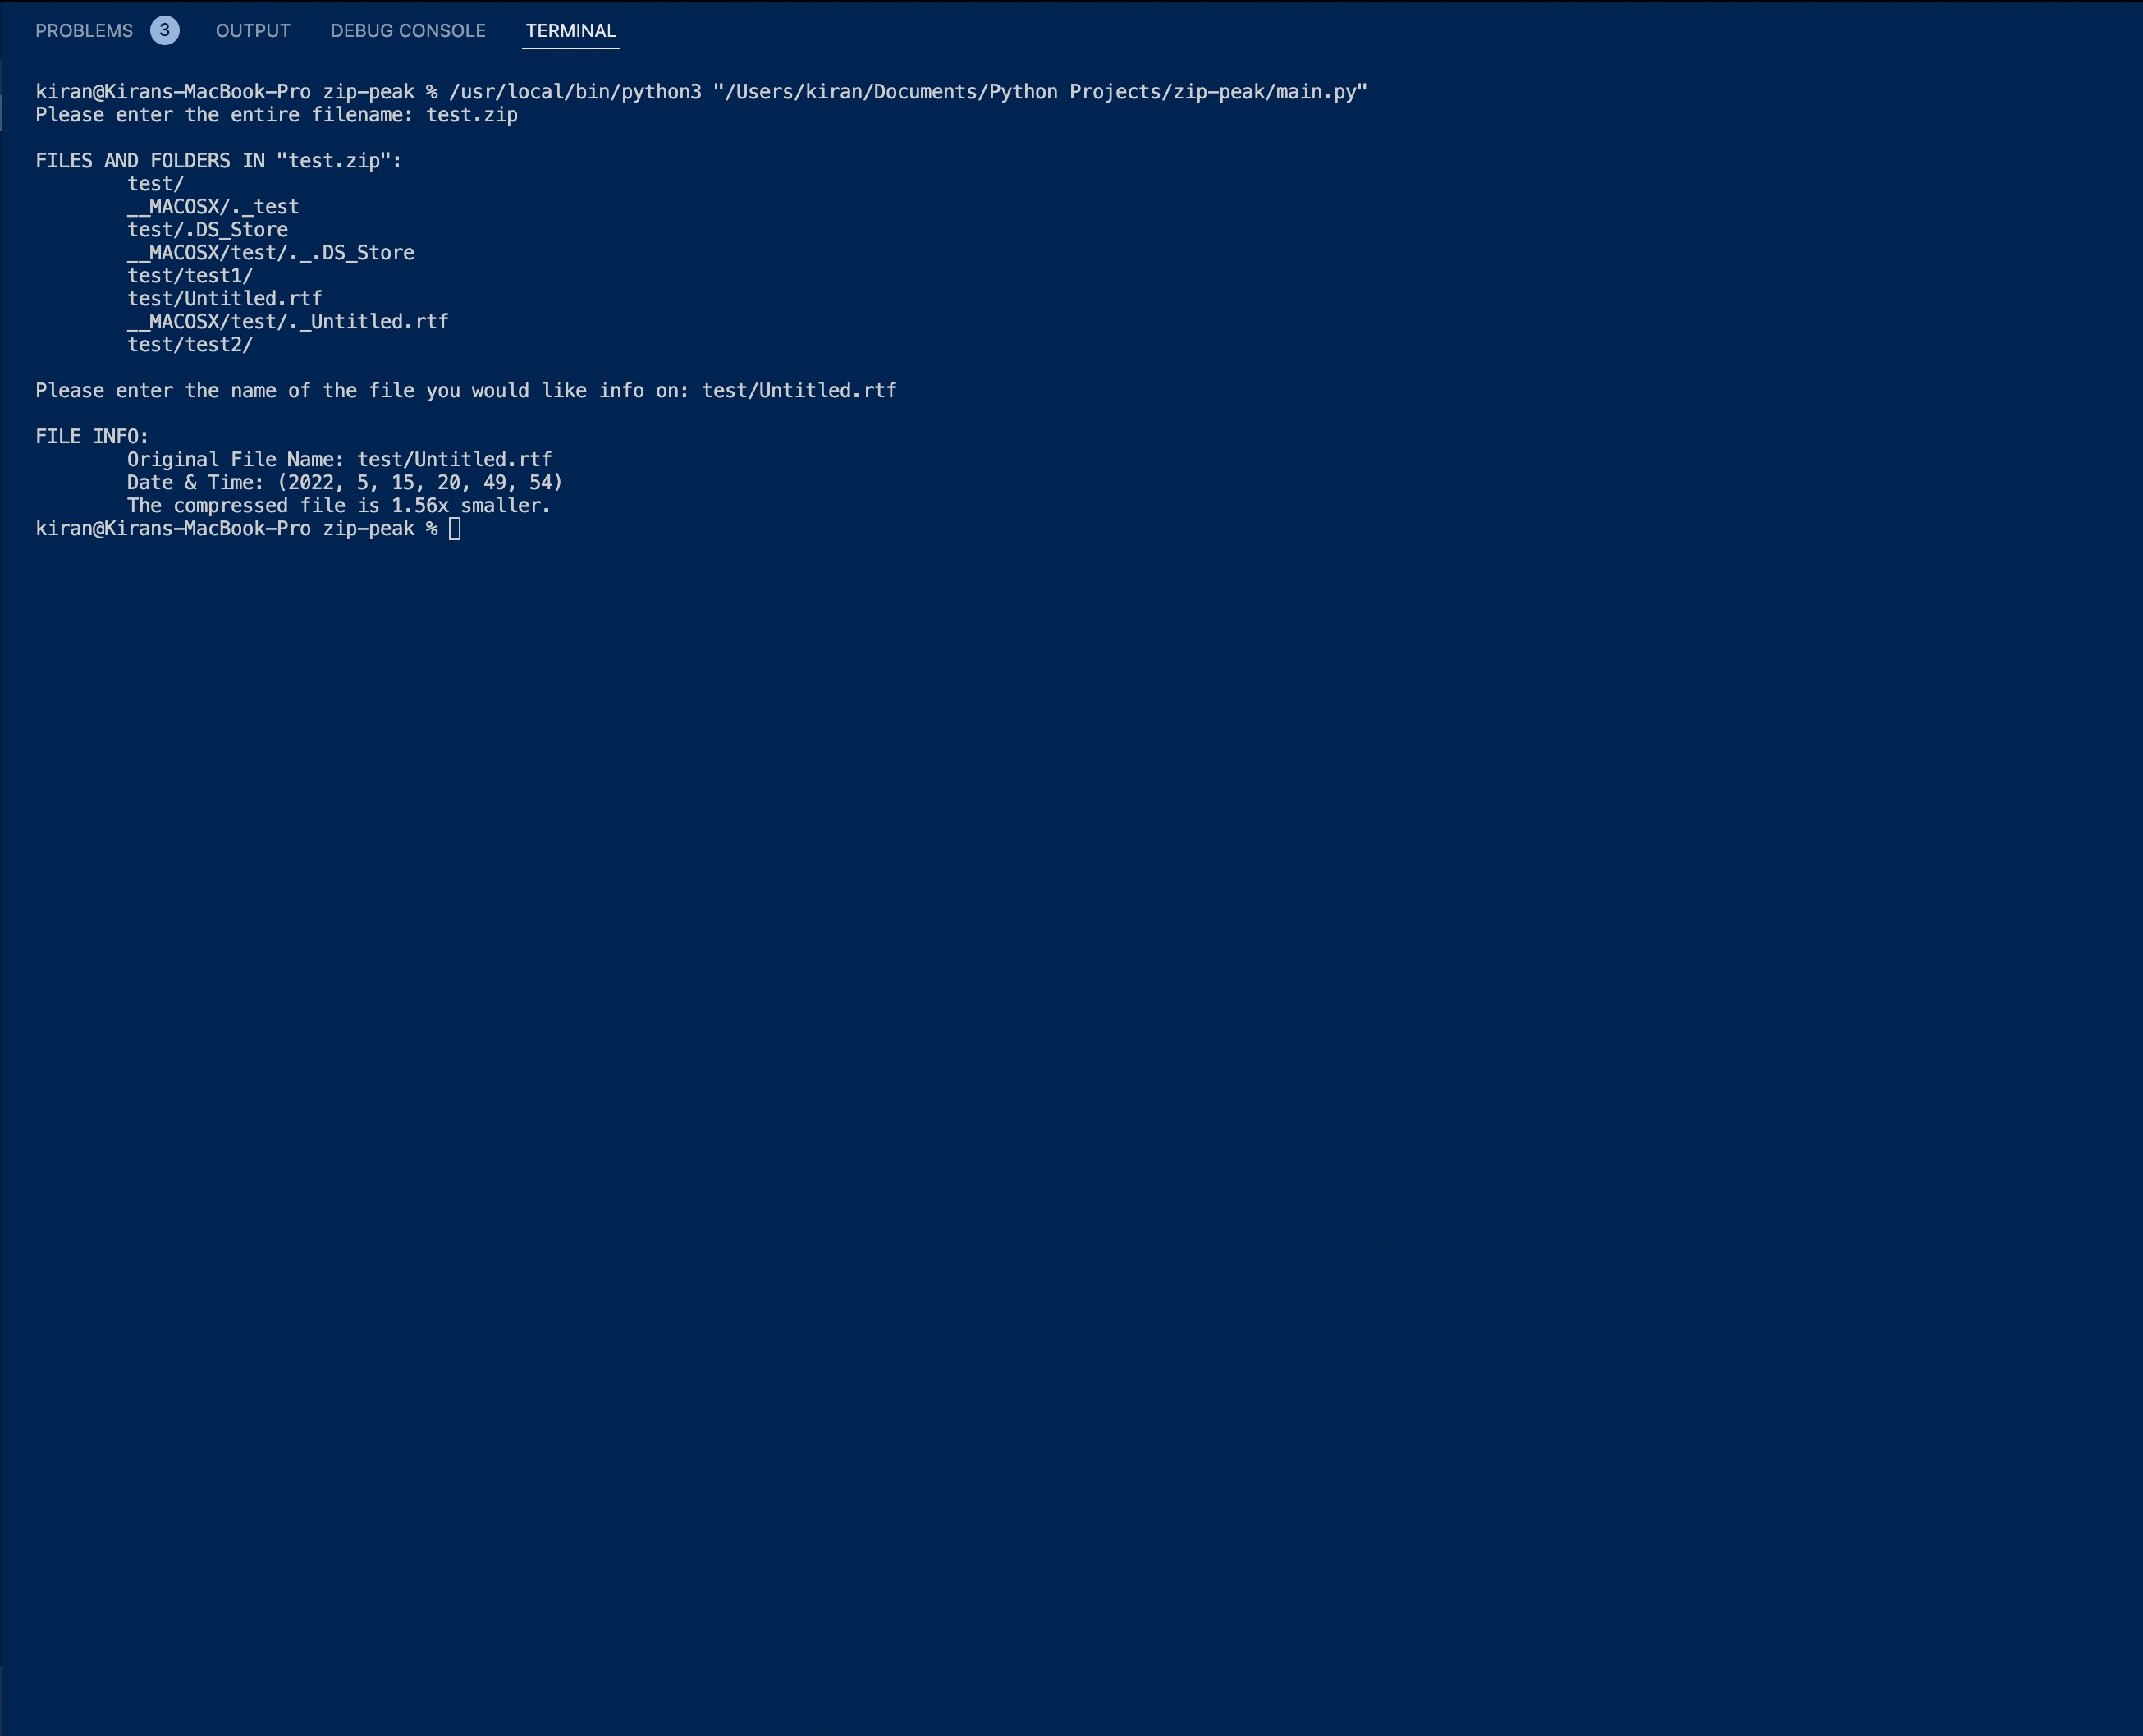 PROBLEMS 3 OUTPUT DEBUG CONSOLE TERMINAL
kiran@Kirans-MacBook-Pro zip-peak % /usr/local/bin/python3 "/Users/kiran/Documents/Python Projects/zip-peak/main.py"
Please enter the entire filename: test.zip
FILES AND FOLDERS IN "test.zip":
test/
__MACOSX/._test
test/.DS_Store
__MACOSX/test/._.DS_Store
test/test1/
test/Untitled.rtf
__MACOSX/test/._Untitled.rtf
test/test2/
Please enter the name of the file you would like info on: test/Untitled.rtf
FILE INFO:
Original File Name: test/Untitled.rtf
Date & Time: (2022, 5, 15, 20, 49, 54)
The compressed file is 1.56x smaller.
kiran@Kirans-MacBook-Pro zip-peak %